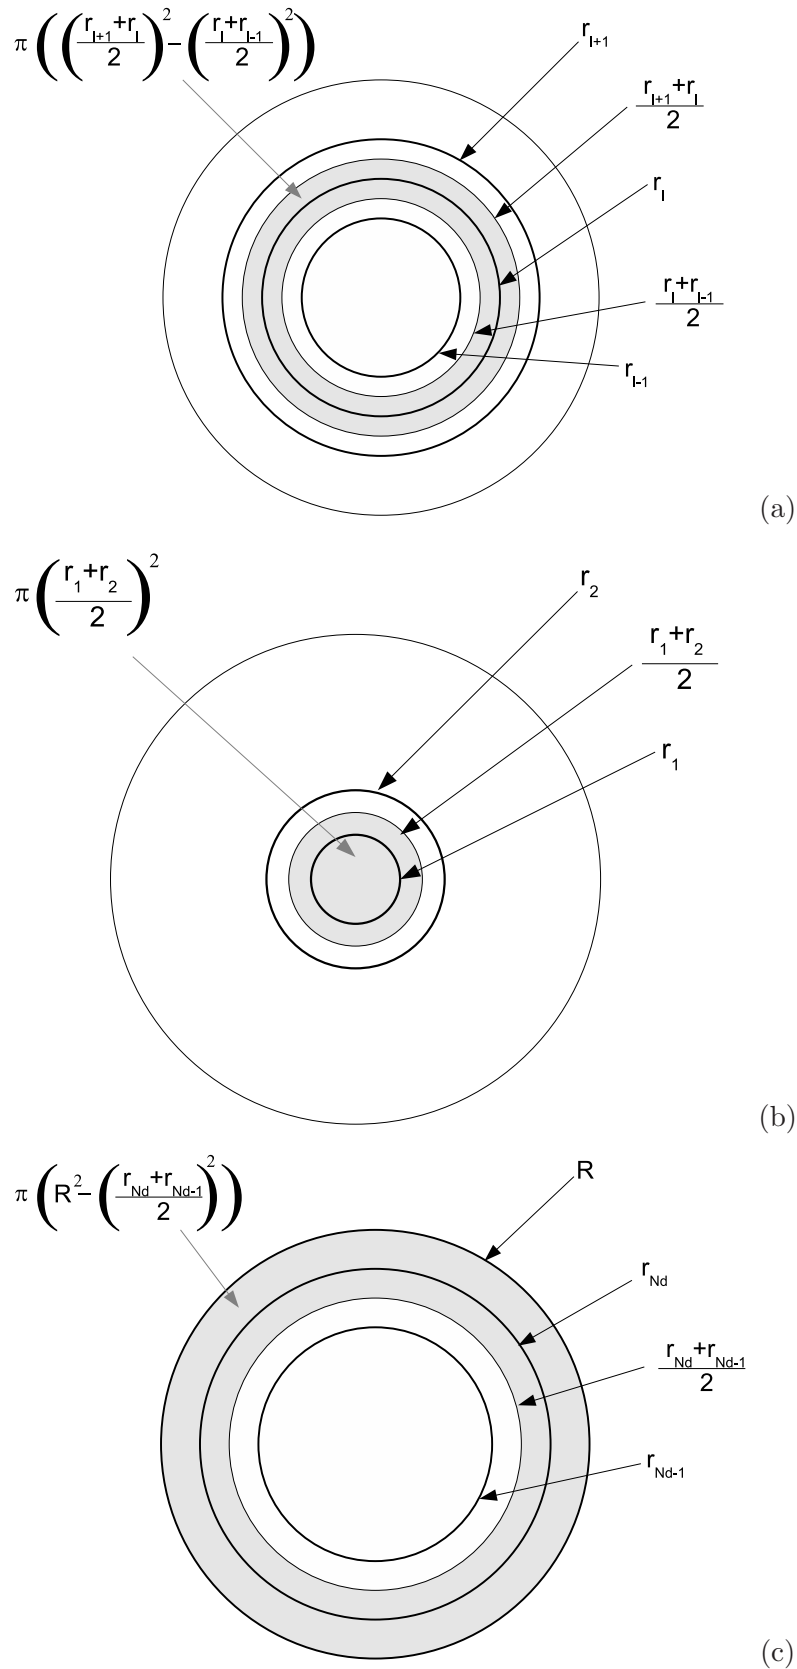 π ( ( (r_{l+1}+r_l)/2 )^2 − ( (r_l+r_{l-1})/2 )^2 )
r_{l+1}
(r_{l+1}+r_l)/2
r_l
(r_l+r_{l-1})/2
r_{l-1}
(a)
π ( (r_1+r_2)/2 )^2
r_2
(r_1+r_2)/2
r_1
(b)
π ( R^2 − ( (r_{Nd}+r_{Nd-1})/2 )^2 )
R
r_{Nd}
(r_{Nd}+r_{Nd-1})/2
r_{Nd-1}
(c)